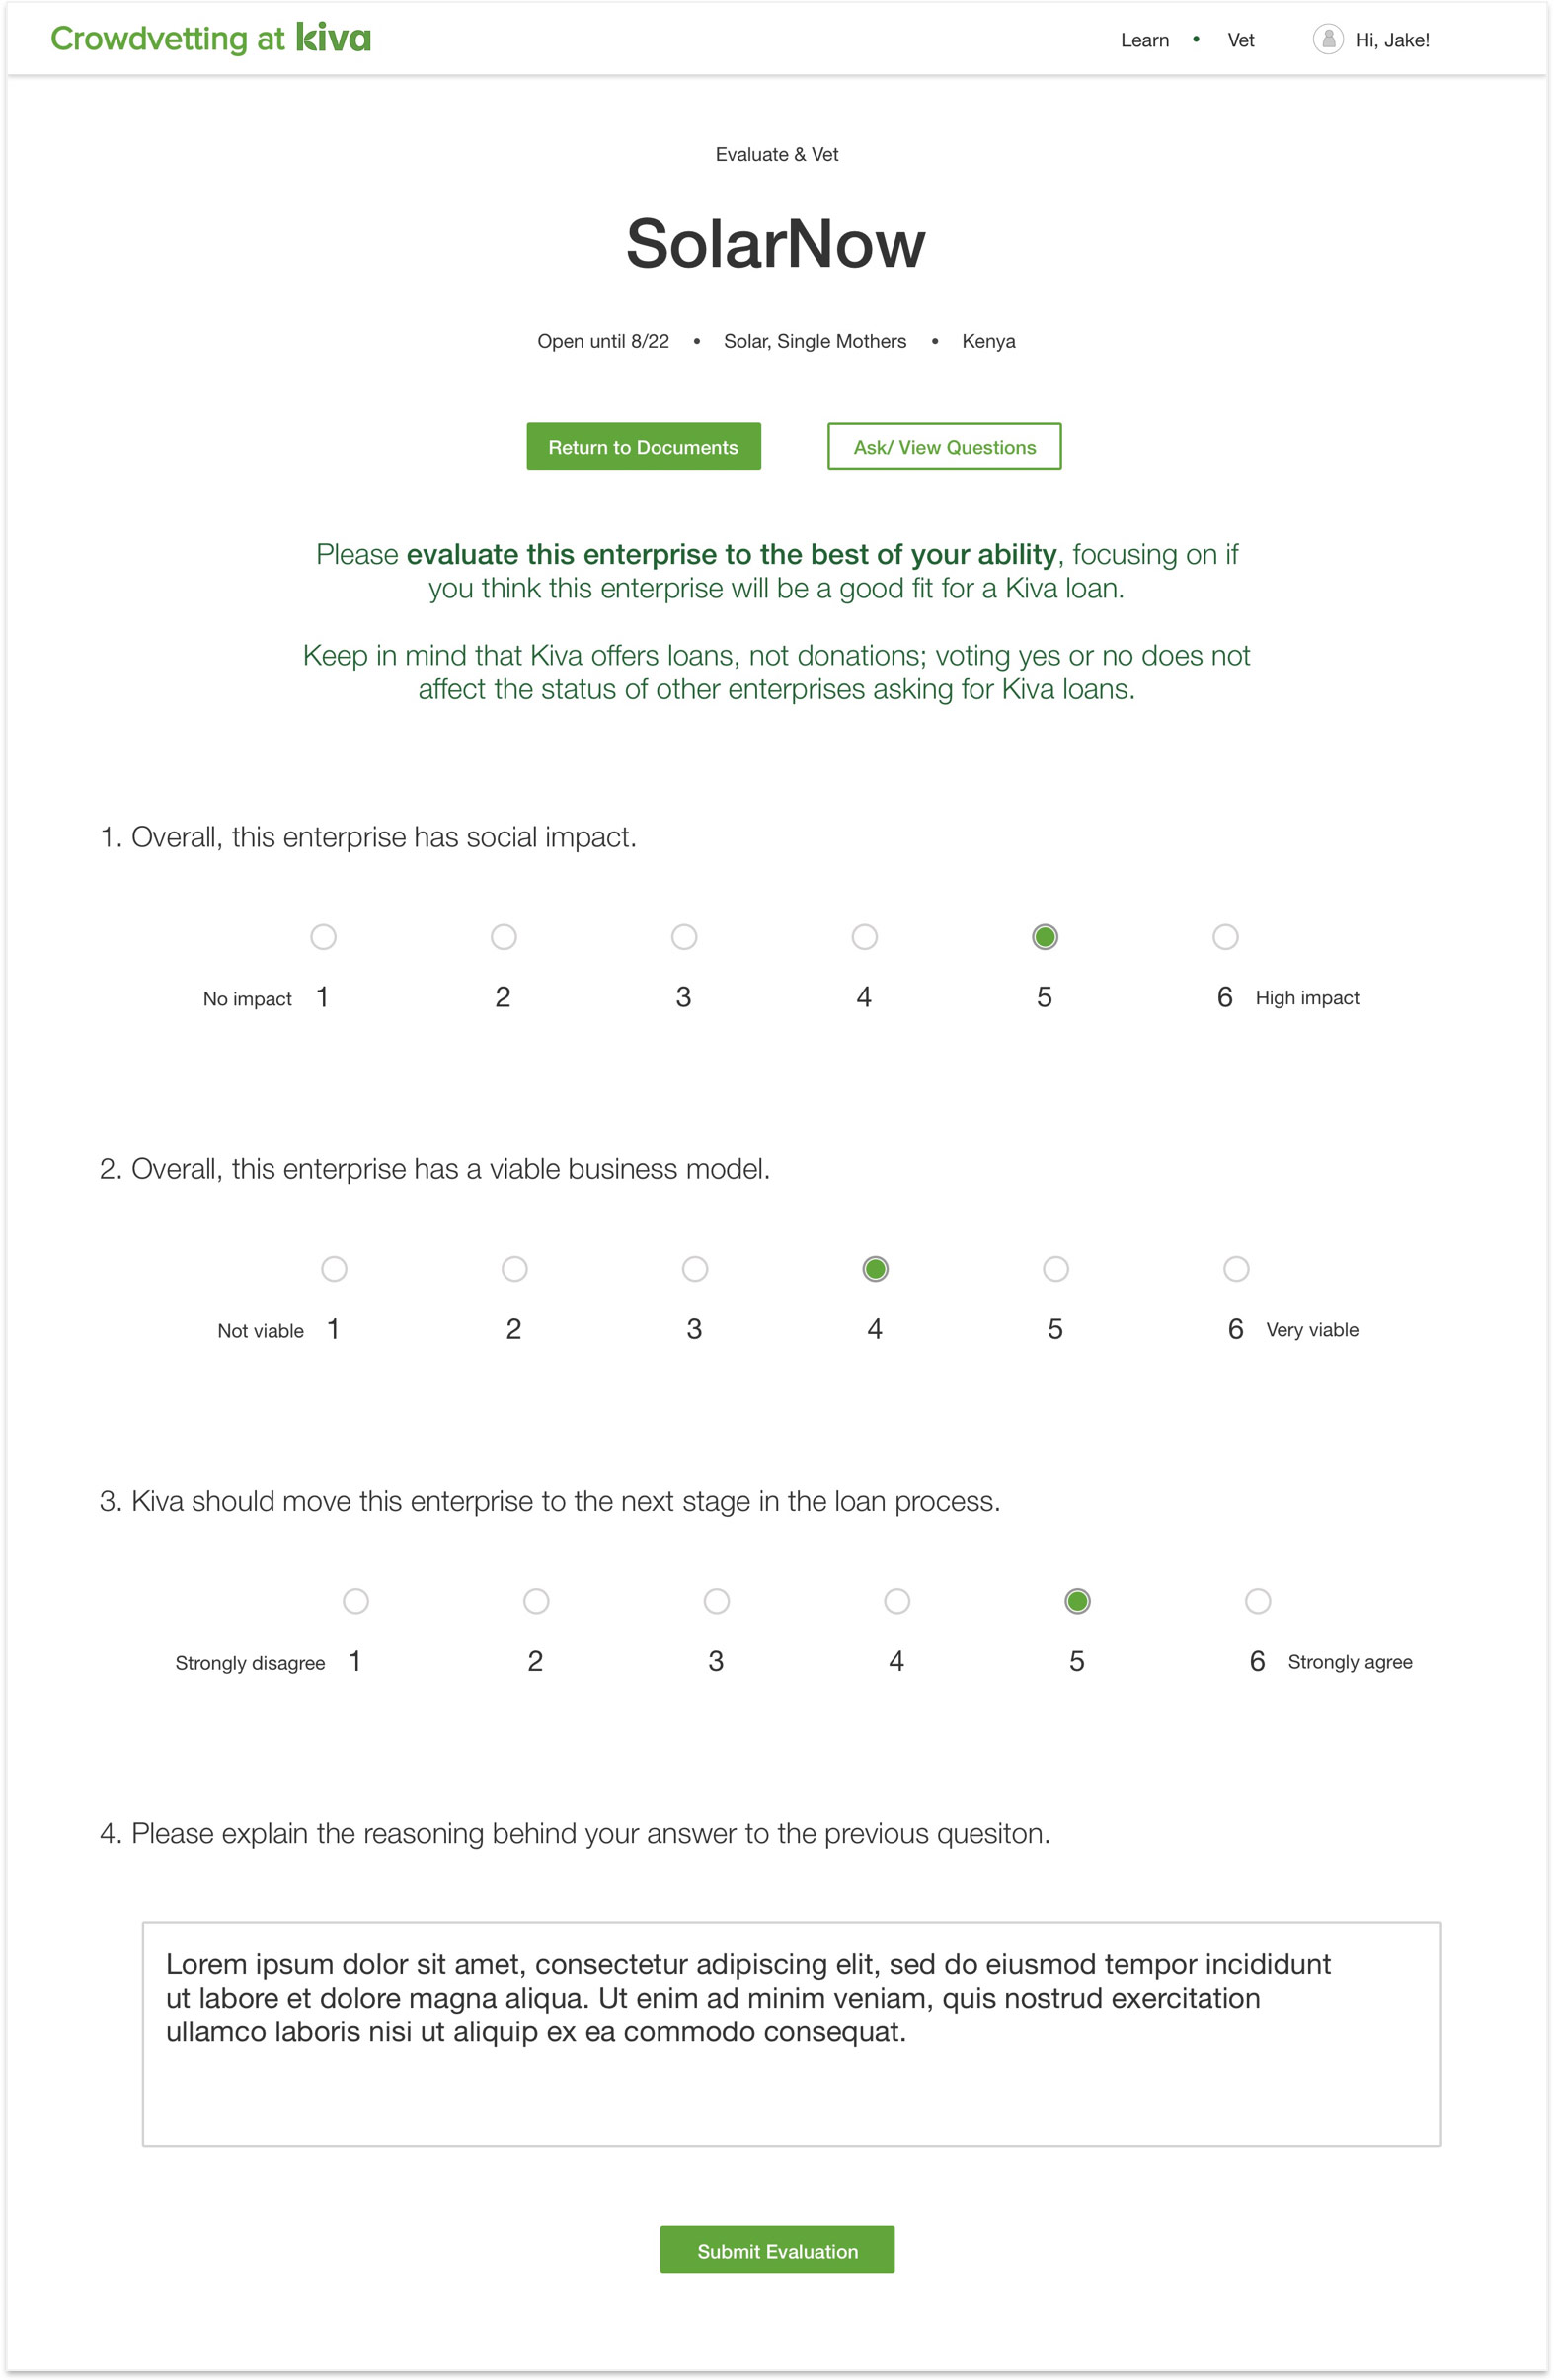 Crowdvetting at kiva
Learn • Vet Hi, Jake!
Evaluate & Vet
SolarNow
Open until 8/22 • Solar, Single Mothers • Kenya
Return to Documents Ask/ View Questions
Please evaluate this enterprise to the best of your ability, focusing on if
you think this enterprise will be a good fit for a Kiva loan.
Keep in mind that Kiva offers loans, not donations; voting yes or no does not
affect the status of other enterprises asking for Kiva loans.
1. Overall, this enterprise has social impact.
No impact 1 2 3 4 5 6 High impact
2. Overall, this enterprise has a viable business model.
Not viable 1 2 3 4 5 6 Very viable
3. Kiva should move this enterprise to the next stage in the loan process.
Strongly disagree 1 2 3 4 5 6 Strongly agree
4. Please explain the reasoning behind your answer to the previous quesiton.
Lorem ipsum dolor sit amet, consectetur adipiscing elit, sed do eiusmod tempor incididunt
ut labore et dolore magna aliqua. Ut enim ad minim veniam, quis nostrud exercitation
ullamco laboris nisi ut aliquip ex ea commodo consequat.
Submit Evaluation